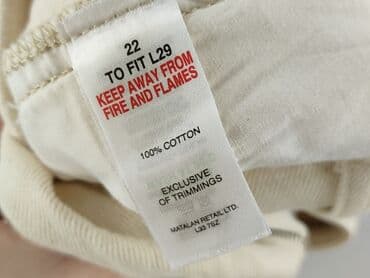 22
TO FIT L29
KEEP AWAY FROM
FIRE AND FLAMES
100% COTTON
EXCLUSIVE
OF TRIMMINGS
MATALAN RETAIL LTD.
L33 7SZ